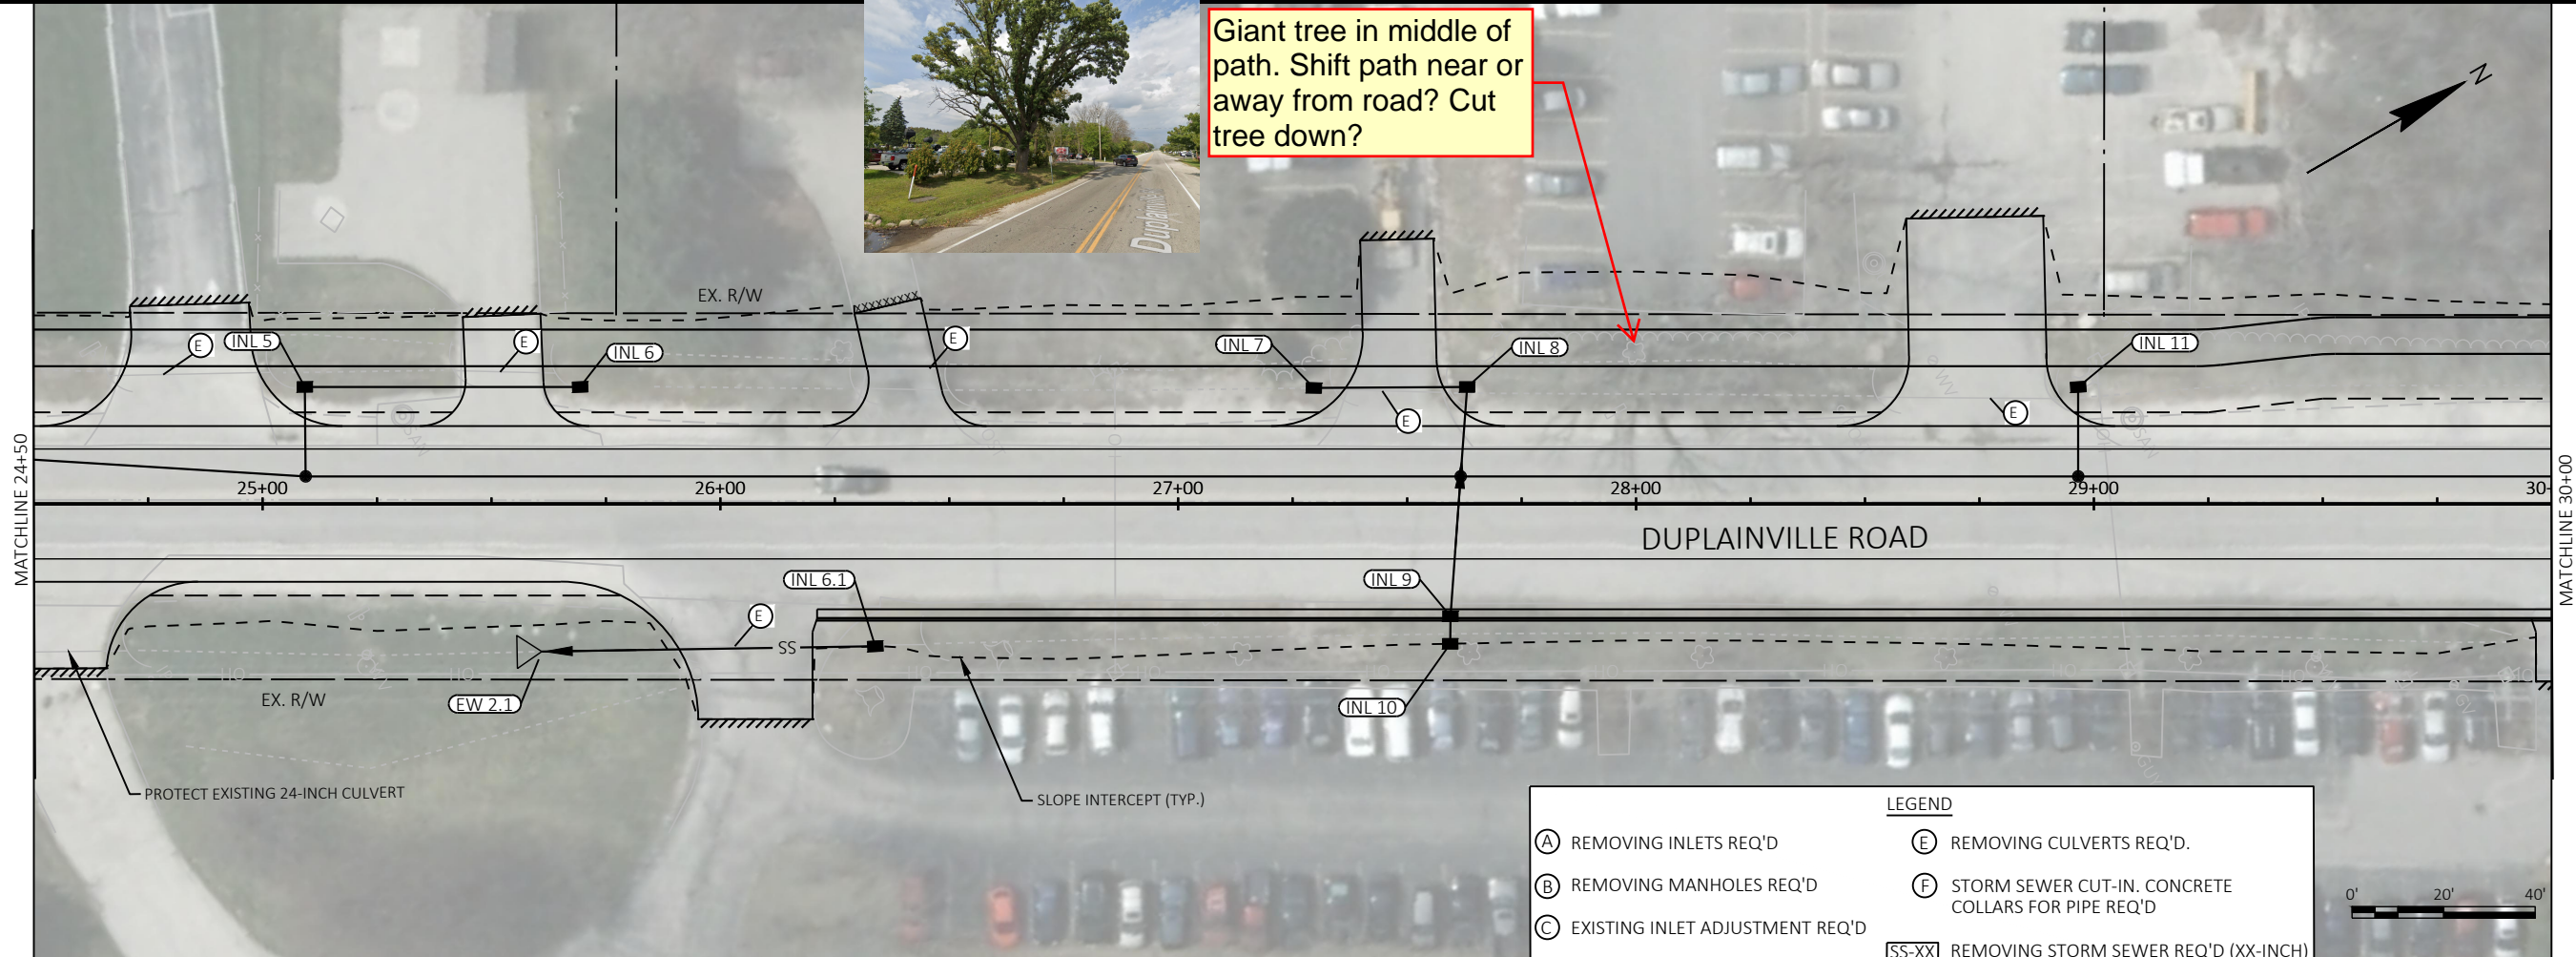 Giant tree in middle of
path. Shift path near or
away from road? Cut
tree down?
N
EX. R/W
E
INL 5
E
INL 6
E
INL 7
INL 8
E
INL 11
E
SAN
SAN
MATCHLINE 24+50
25+00
26+00
27+00
28+00
29+00
30-
MATCHLINE 30+00
DUPLAINVILLE ROAD
INL 6.1
E
INL 9
SS
EX. R/W
EW 2.1
INL 10
PROTECT EXISTING 24-INCH CULVERT
SLOPE INTERCEPT (TYP.)
LEGEND
A REMOVING INLETS REQ'D
B REMOVING MANHOLES REQ'D
C EXISTING INLET ADJUSTMENT REQ'D
E REMOVING CULVERTS REQ'D.
F STORM SEWER CUT-IN. CONCRETE
COLLARS FOR PIPE REQ'D
SS-XX REMOVING STORM SEWER REQ'D (XX-INCH)
0' 20' 40'